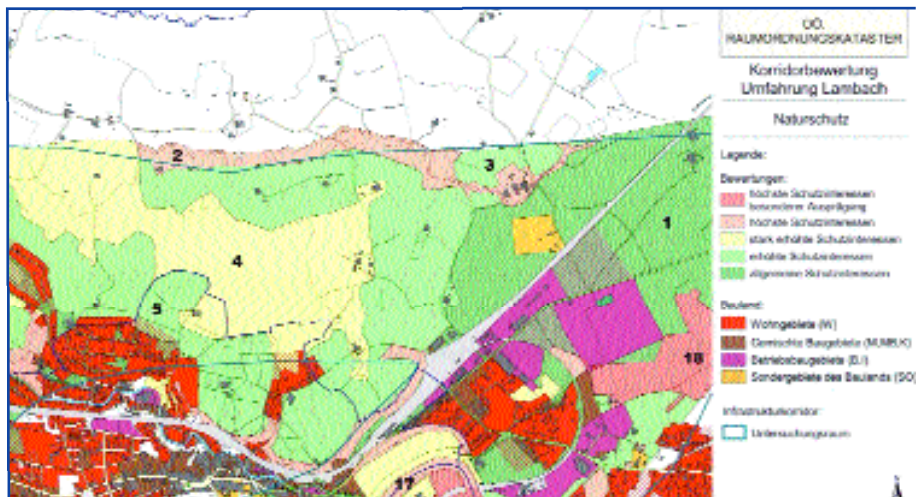 OÖ.
RAUMORDNUNGSKATASTER
Korridorbewertung
Umfahrung Lambach
Naturschutz
Legende:
Bewertungen:
höchste Schutzinteressen
besonderer Ausprägung
höchste Schutzinteressen
stark erhöhte Schutzinteressen
erhöhte Schutzinteressen
allgemeine Schutzinteressen
Bauland:
Wohngebiete (W)
Gemischte Baugebiete (M/MB/K)
Betriebsbaugebiete (B,I)
Sondergebiete des Baulands (SO)
Infrastrukturkorridor:
Untersuchungsraum
2
3
1
4
5
18
17